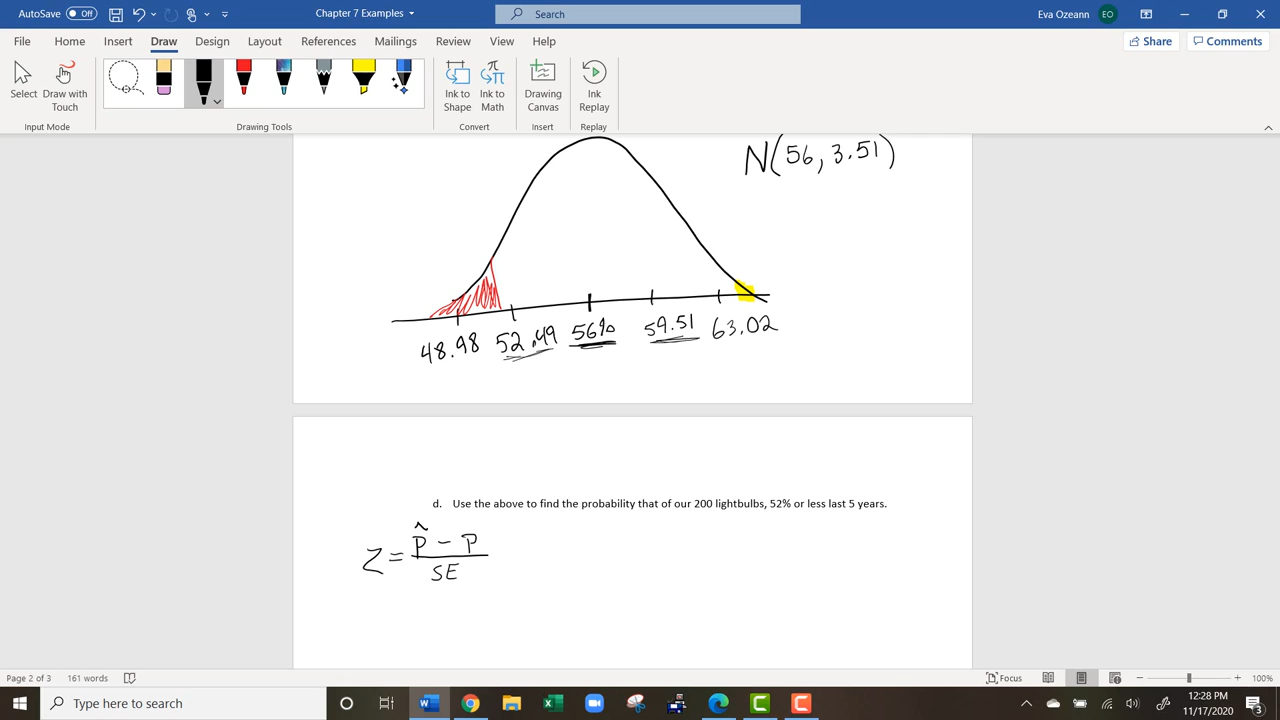 AutoSave Off Chapter 7 Examples Search Eva Ozeann EO
File Home Insert Draw Design Layout References Mailings Review View Help Share Comments
Select Draw with Touch Ink to Shape Ink to Math Drawing Canvas Ink Replay
Input Mode Drawing Tools Convert Insert Replay
N(56, 3.51)
48.98 52.49 56% 59.51 63.02
d. Use the above to find the probability that of our 200 lightbulbs, 52% or less last 5 years.
Z = p̂ - p
SE
Page 2 of 3 161 words Focus 100%
Type here to search 12:28 PM
11/17/2020 3